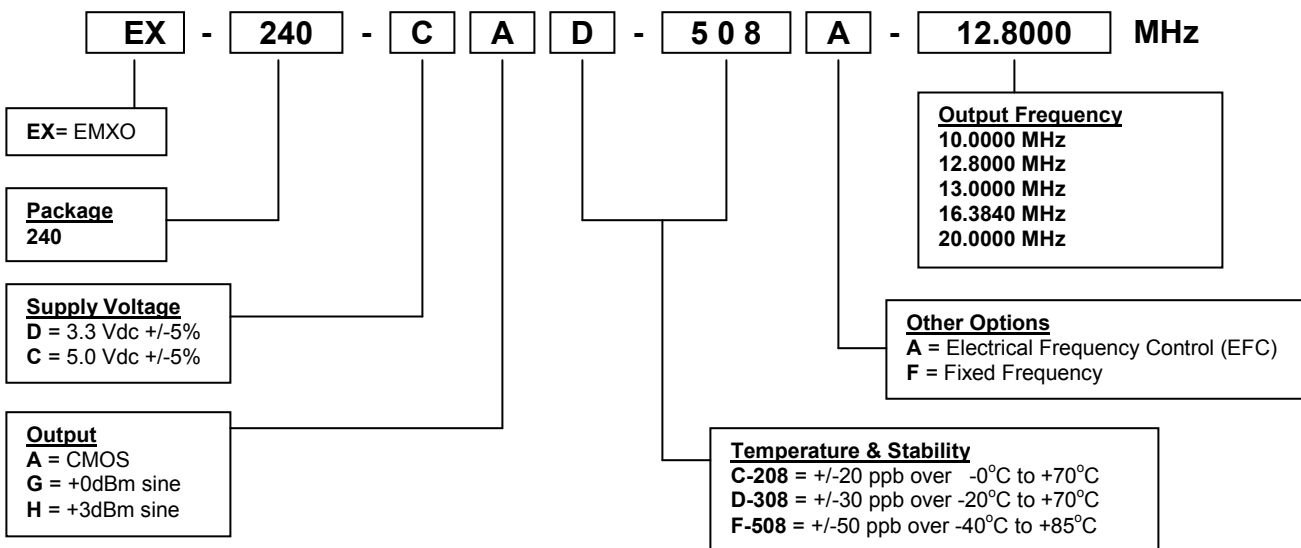 EX - 240 - C A D - 5 0 8 A - 12.8000 MHz
EX= EMXO
Package
240
Supply Voltage
D = 3.3 Vdc +/-5%
C = 5.0 Vdc +/-5%
Output
A = CMOS
G = +0dBm sine
H = +3dBm sine
Output Frequency
10.0000 MHz
12.8000 MHz
13.0000 MHz
16.3840 MHz
20.0000 MHz
Other Options
A = Electrical Frequency Control (EFC)
F = Fixed Frequency
Temperature & Stability
C-208 = +/-20 ppb over -0°C to +70°C
D-308 = +/-30 ppb over -20°C to +70°C
F-508 = +/-50 ppb over -40°C to +85°C